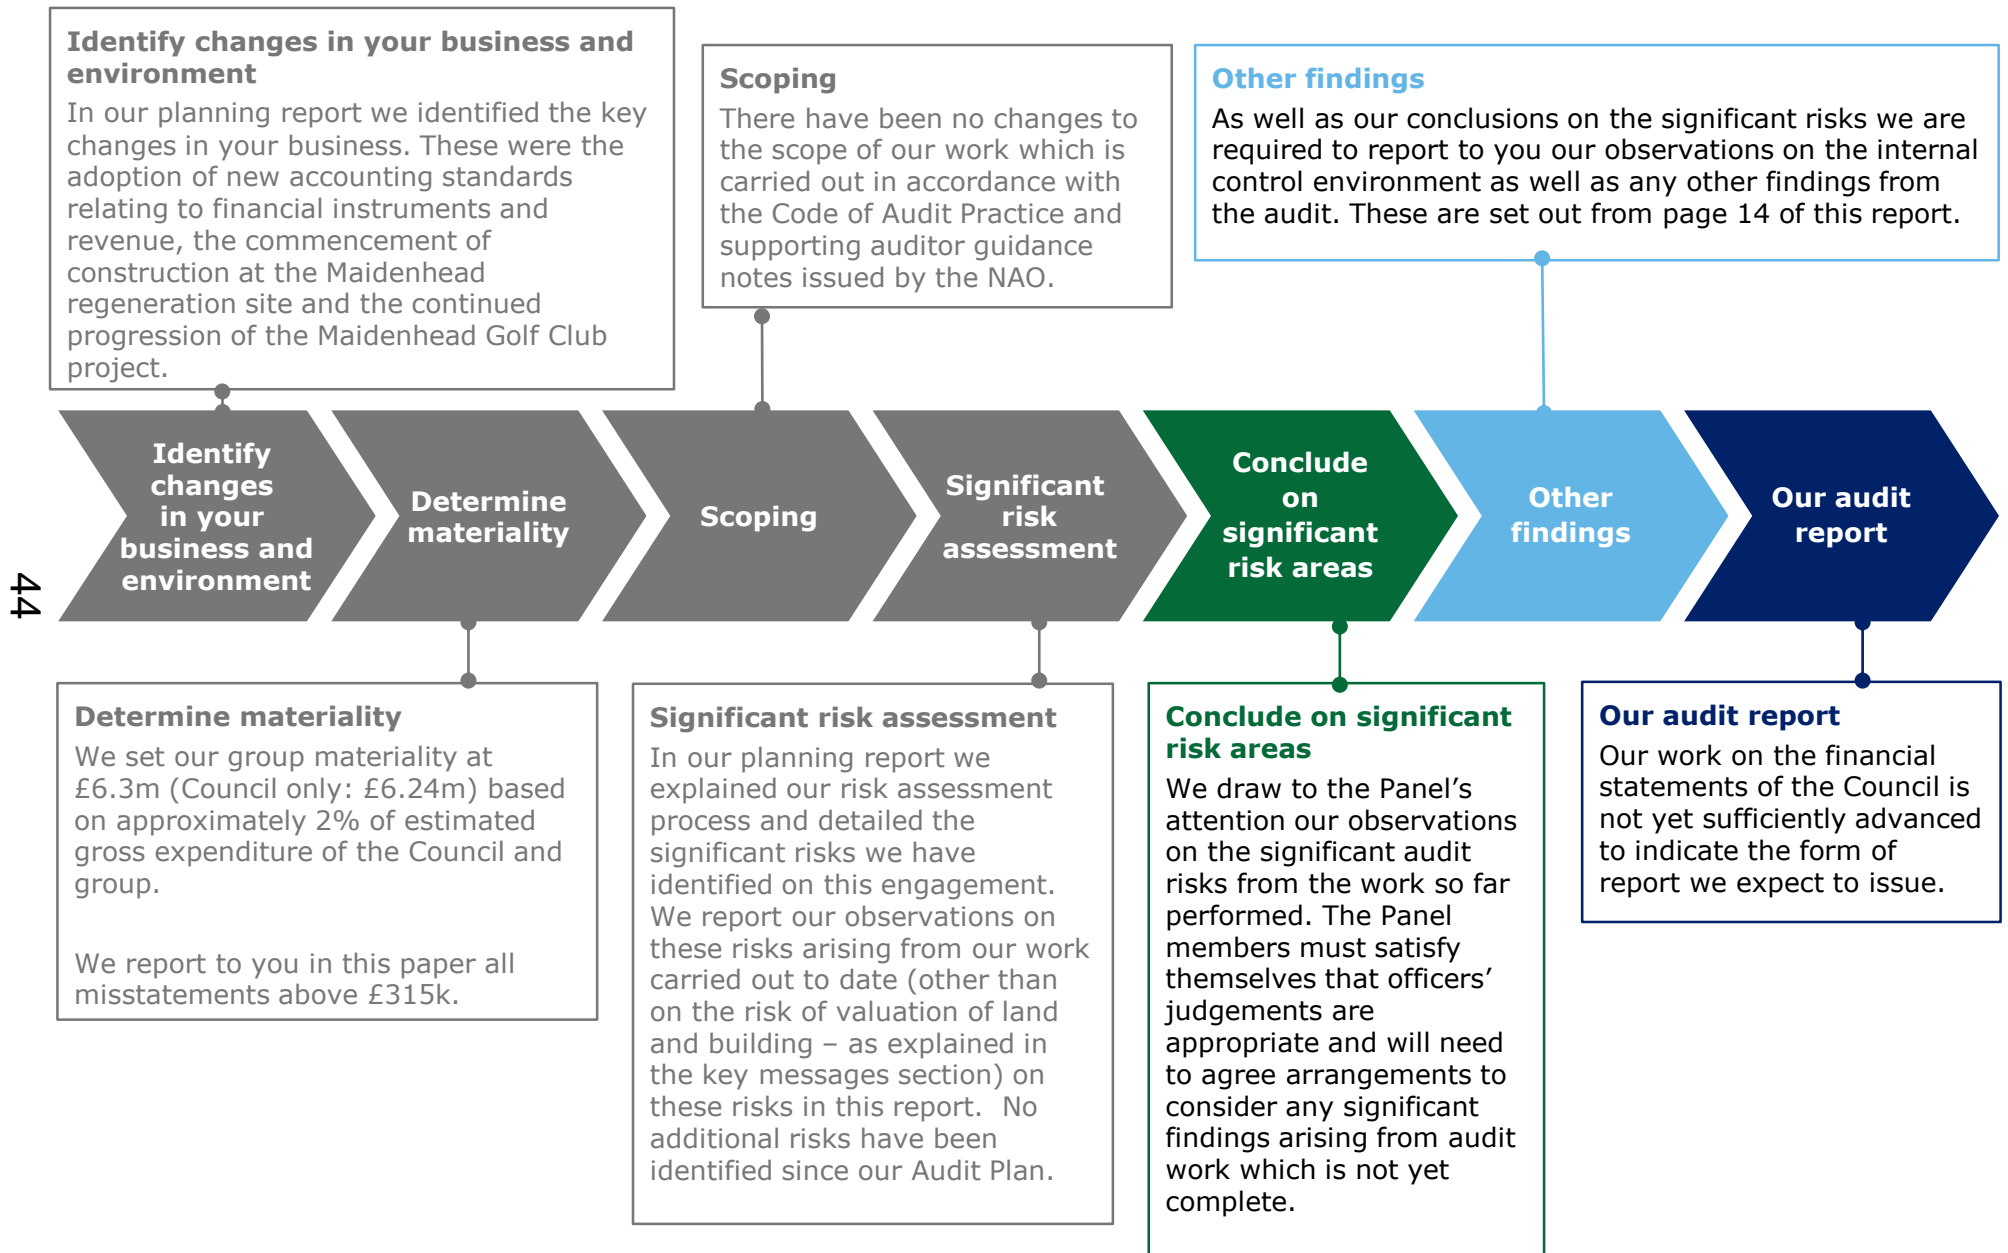 Identify changes in your business and
environment
In our planning report we identified the key
changes in your business. These were the
adoption of new accounting standards
relating to financial instruments and
revenue, the commencement of
construction at the Maidenhead
regeneration site and the continued
progression of the Maidenhead Golf Club
project.
Scoping
There have been no changes to
the scope of our work which is
carried out in accordance with
the Code of Audit Practice and
supporting auditor guidance
notes issued by the NAO.
Other findings
As well as our conclusions on the significant risks we are
required to report to you our observations on the internal
control environment as well as any other findings from
the audit. These are set out from page 14 of this report.
Identify
changes
in your
business and
environment
Determine
materiality
Scoping
Significant
risk
assessment
Conclude
on
significant
risk areas
Other
findings
Our audit
report
44
Determine materiality
We set our group materiality at
£6.3m (Council only: £6.24m) based
on approximately 2% of estimated
gross expenditure of the Council and
group.
We report to you in this paper all
misstatements above £315k.
Significant risk assessment
In our planning report we
explained our risk assessment
process and detailed the
significant risks we have
identified on this engagement.
We report our observations on
these risks arising from our work
carried out to date (other than
on the risk of valuation of land
and building – as explained in
the key messages section) on
these risks in this report.  No
additional risks have been
identified since our Audit Plan.
Conclude on significant
risk areas
We draw to the Panel’s
attention our observations
on the significant audit
risks from the work so far
performed. The Panel
members must satisfy
themselves that officers’
judgements are
appropriate and will need
to agree arrangements to
consider any significant
findings arising from audit
work which is not yet
complete.
Our audit report
Our work on the financial
statements of the Council is
not yet sufficiently advanced
to indicate the form of
report we expect to issue.